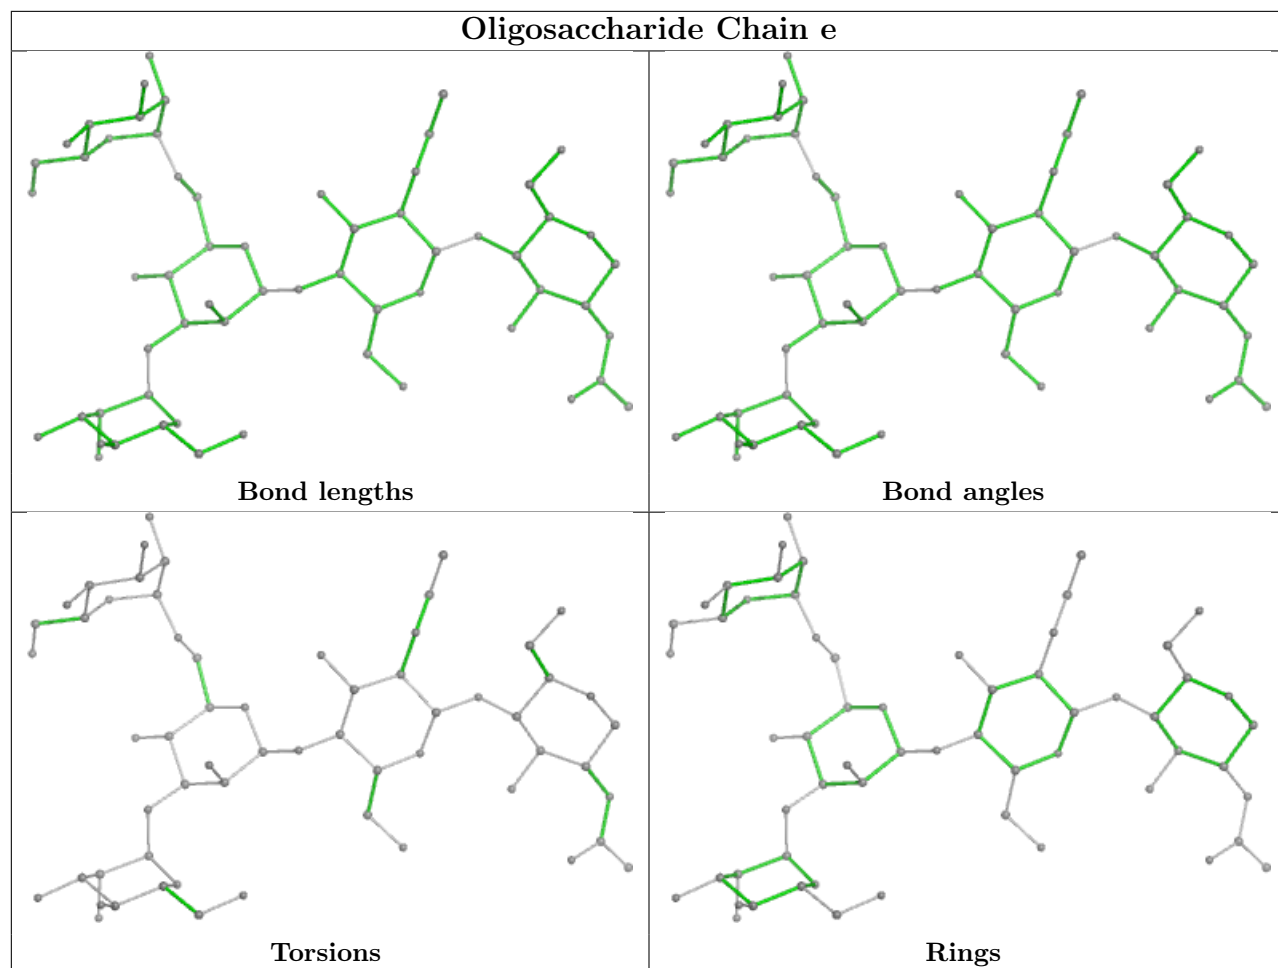 Oligosaccharide Chain e
Bond lengths
Bond angles
Torsions
Rings